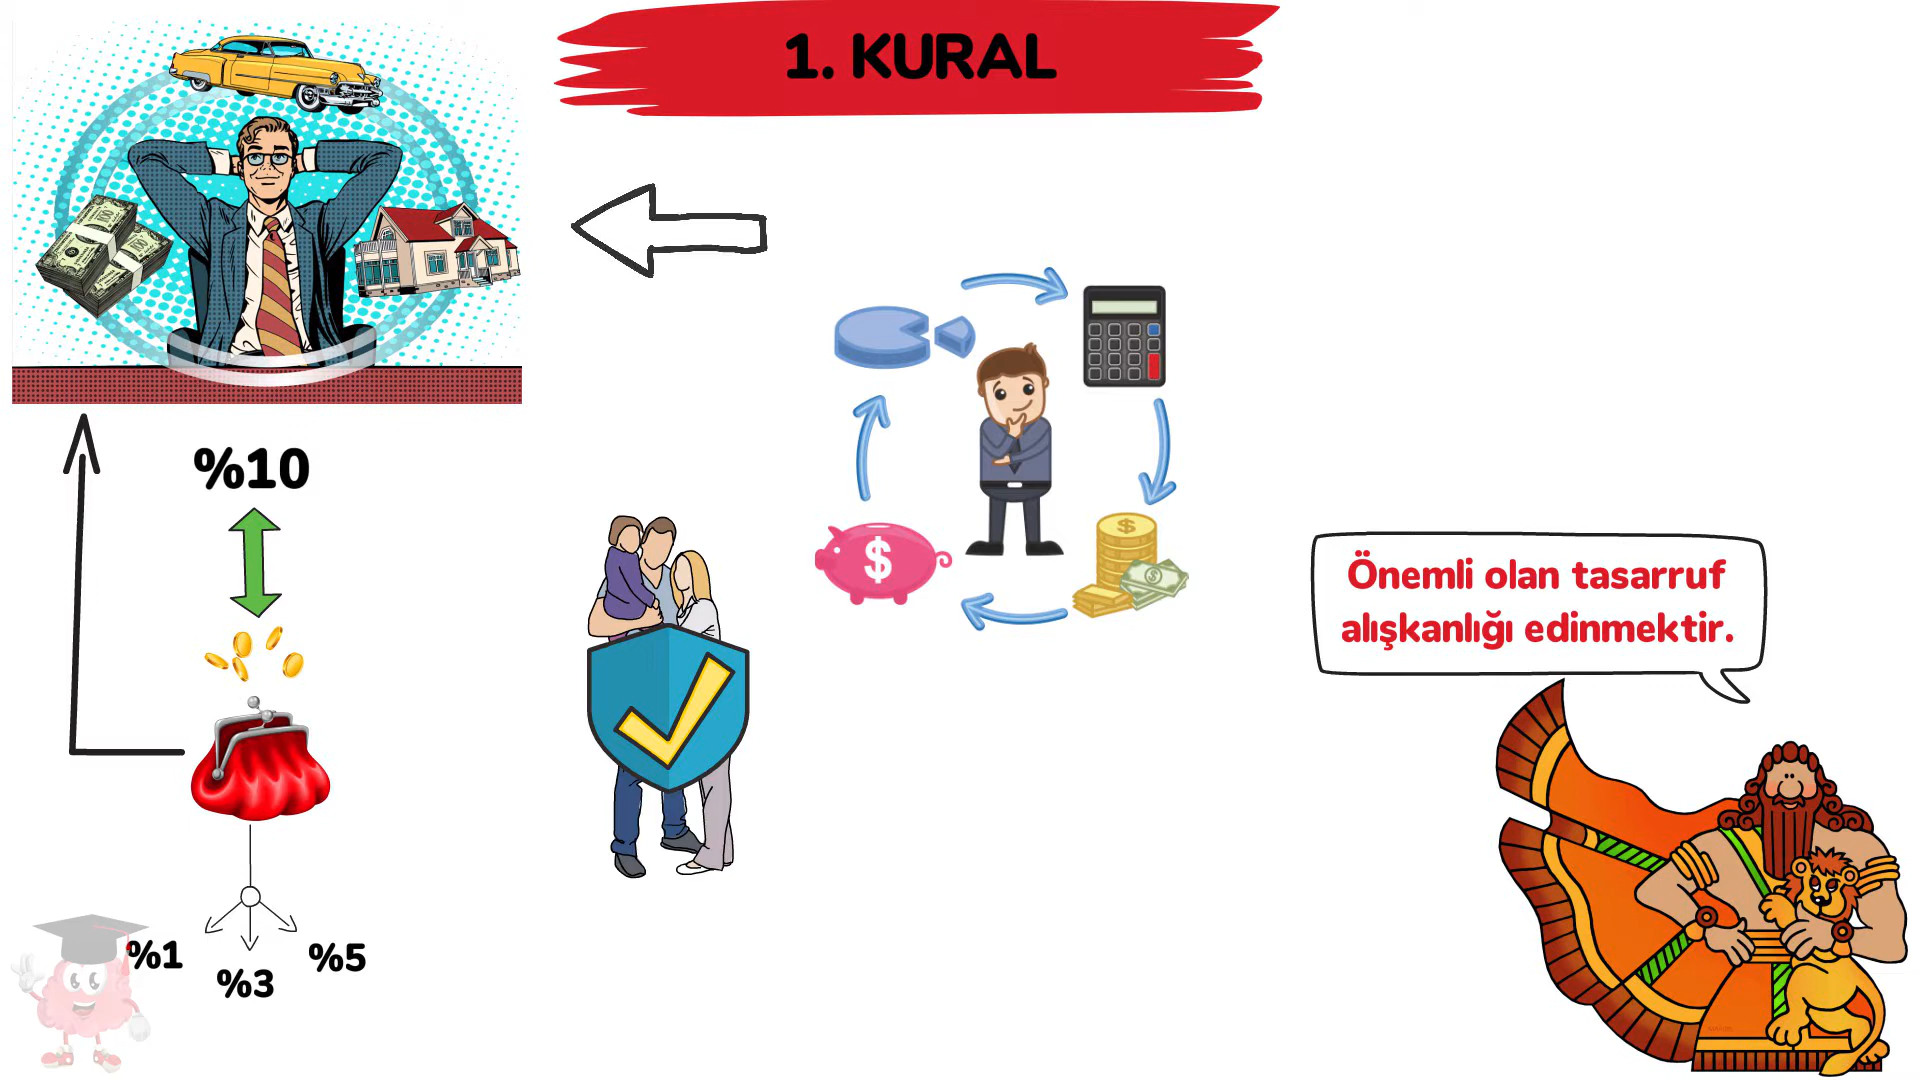 1. KURAL
%10
$
$
$
Önemli olan tasarruf
alışkanlığı edinmektir.
%1
%3
%5